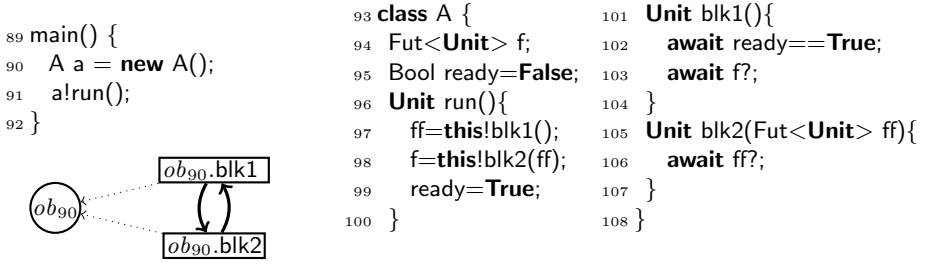 89 main() {
90 A a = new A();
91 a!run();
92 }
ob90
ob90.blk1
ob90.blk2
93 class A {
94 Fut<Unit> f;
95 Bool ready=False;
96 Unit run(){
97 ff=this!blk1();
98 f=this!blk2(ff);
99 ready=True;
100 }
101 Unit blk1(){
102 await ready==True;
103 await f?;
104 }
105 Unit blk2(Fut<Unit> ff){
106 await ff?;
107 }
108 }